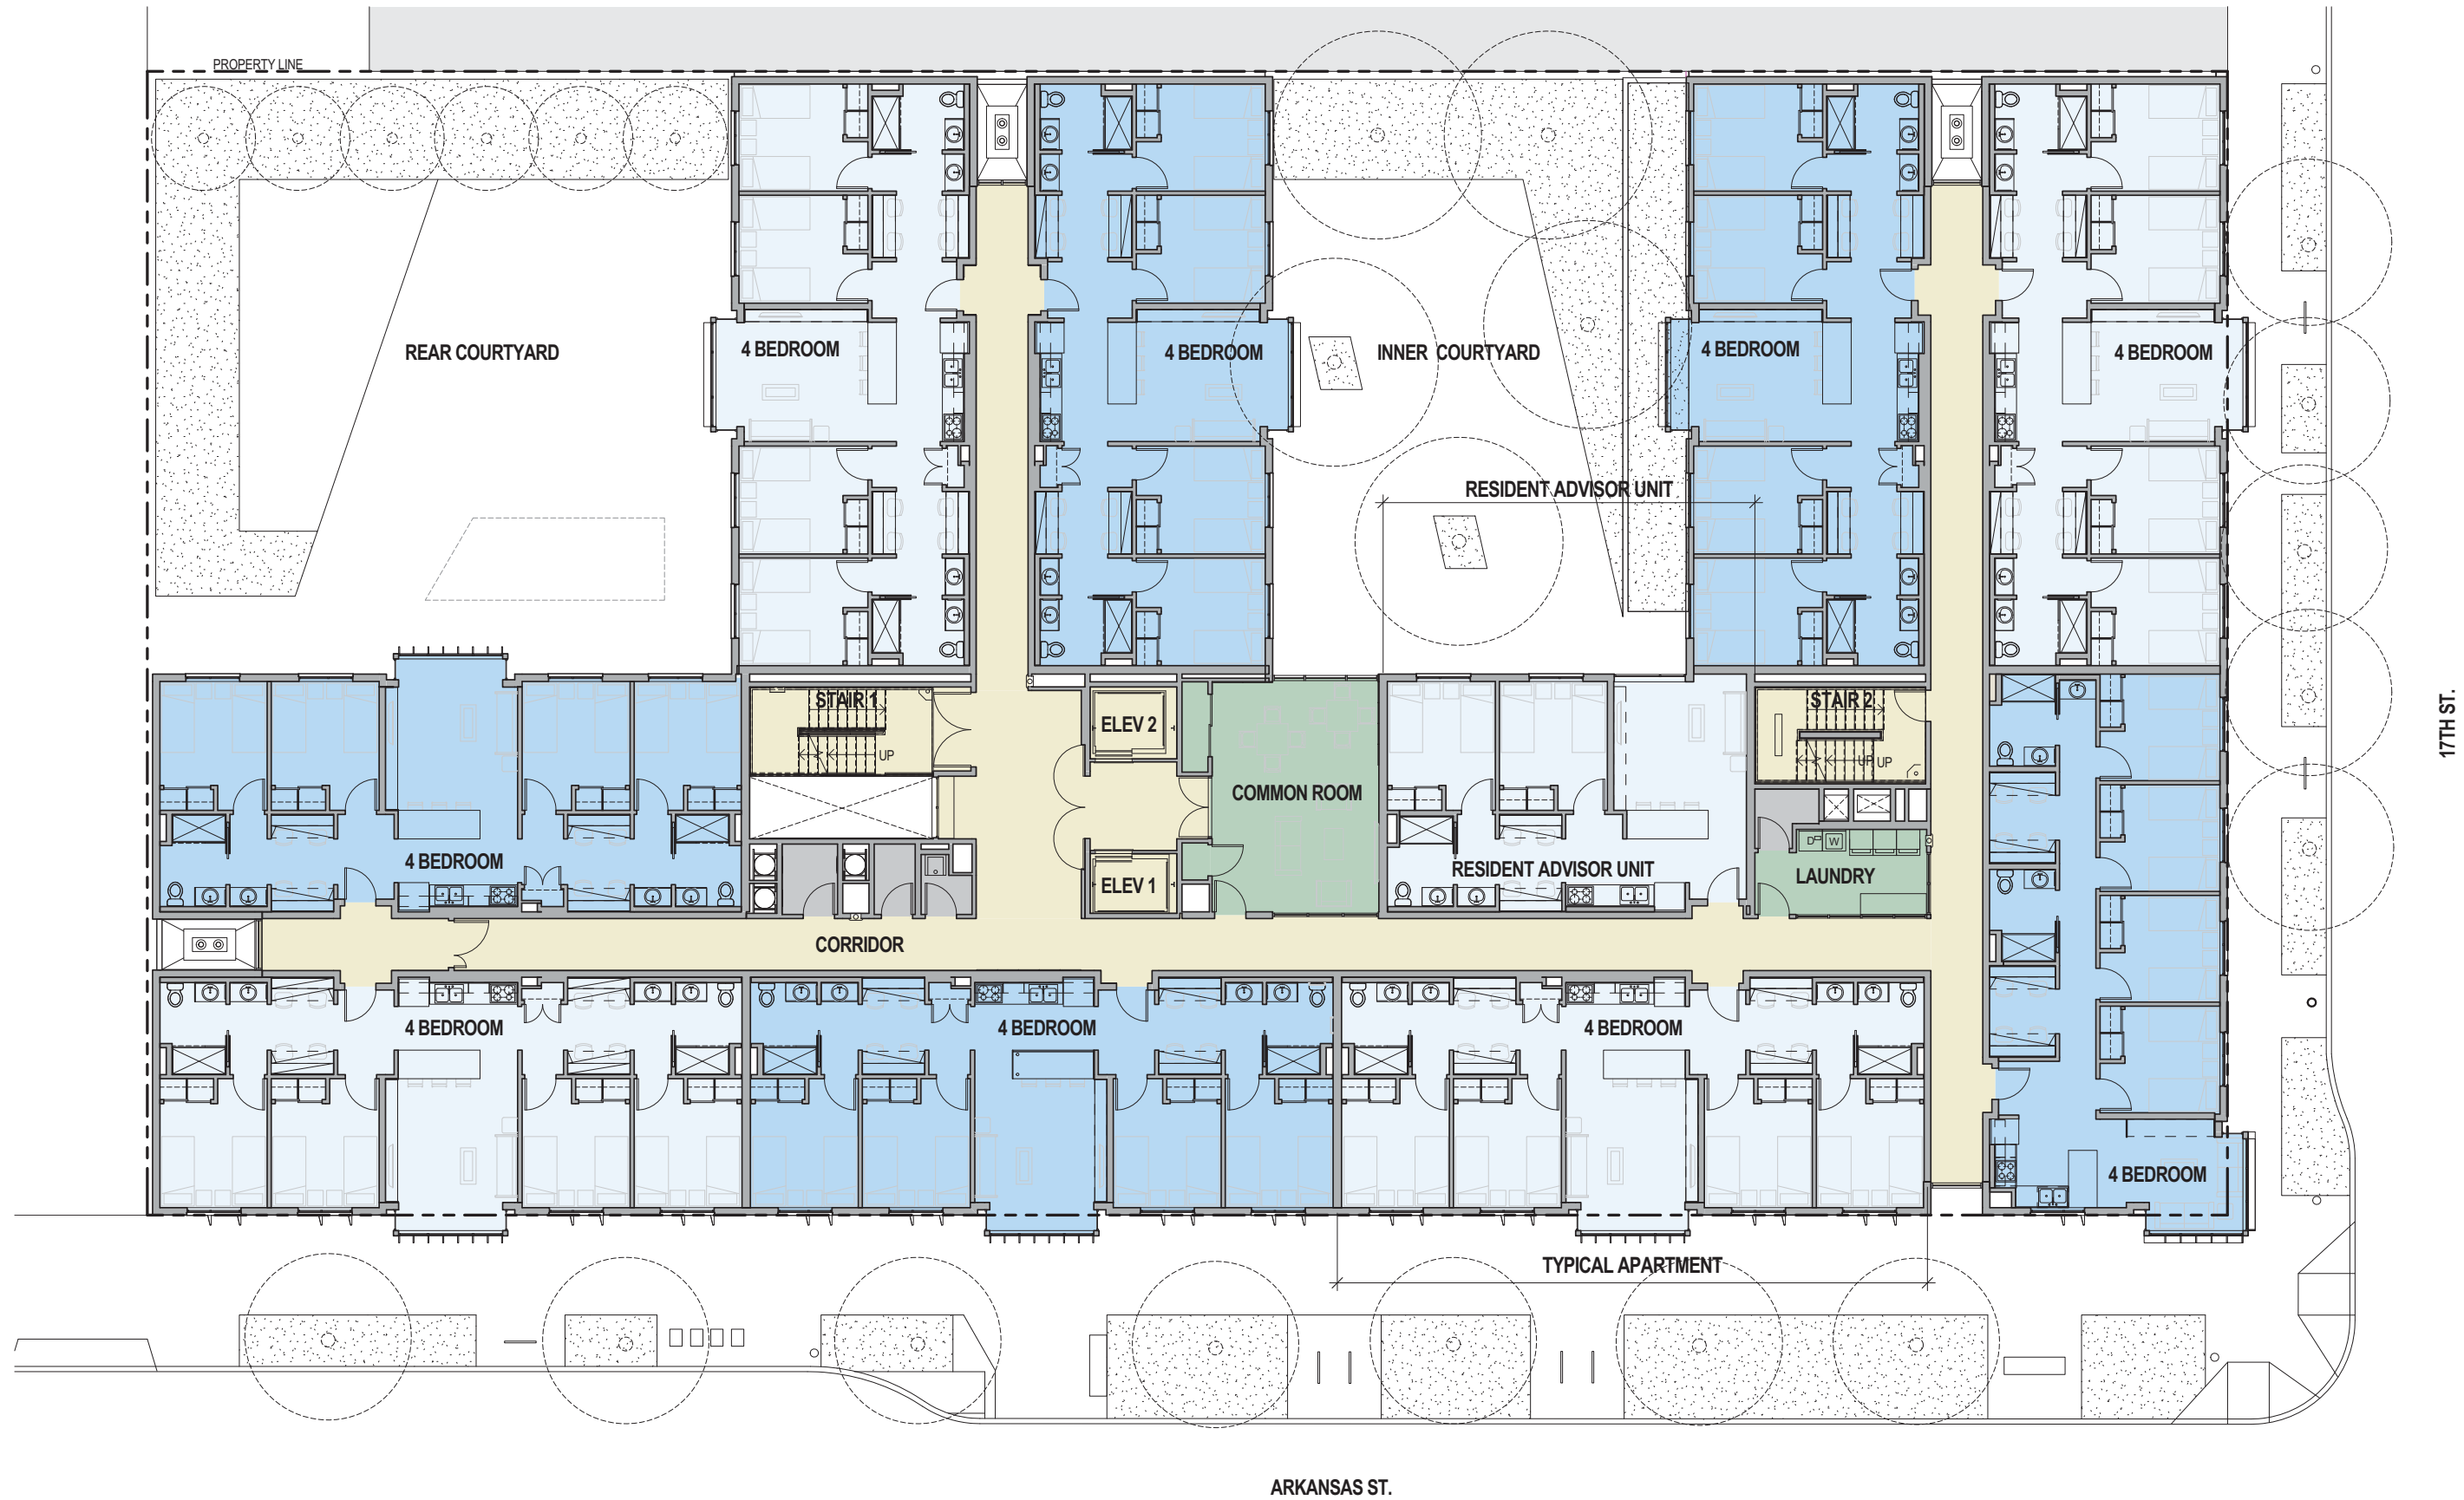 PROPERTY LINE
REAR COURTYARD
4 BEDROOM
4 BEDROOM
INNER COURTYARD
4 BEDROOM
4 BEDROOM
RESIDENT ADVISOR UNIT
STAIR 1
UP
ELEV 2
STAIR 2
UP UP
17TH ST.
COMMON ROOM
4 BEDROOM
RESIDENT ADVISOR UNIT
D W
LAUNDRY
ELEV 1
CORRIDOR
4 BEDROOM
4 BEDROOM
4 BEDROOM
4 BEDROOM
TYPICAL APARTMENT
ARKANSAS ST.